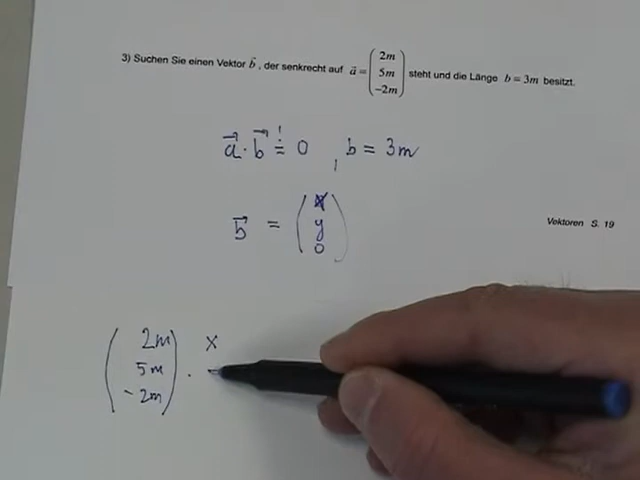 3) Suchen Sie einen Vektor b⃗ , der senkrecht auf a⃗ = (2m 5m −2m) steht und die Länge b = 3m besitzt.
a⃗ · b⃗ =! 0 , b = 3m
b⃗ = (x y 0)
Vektoren S. 19
(2m 5m -2m) · x